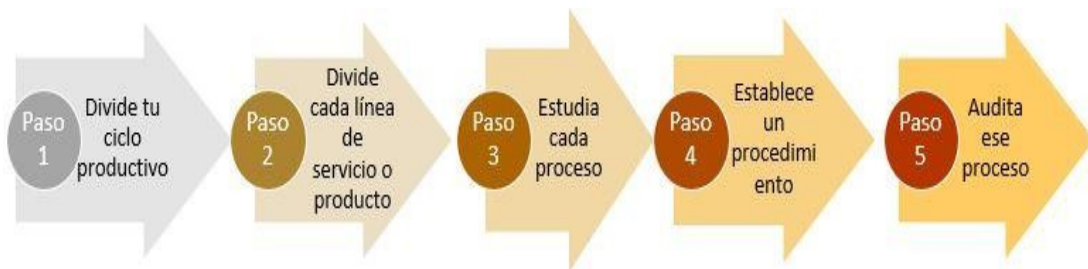 Paso
1
Divide tu
ciclo
productivo
Paso
2
Divide
cada línea
de
servicio o
producto
Paso
3
Estudia
cada
proceso
Paso
4
Establece
un
procedimi
ento
Paso
5
Audita
ese
proceso